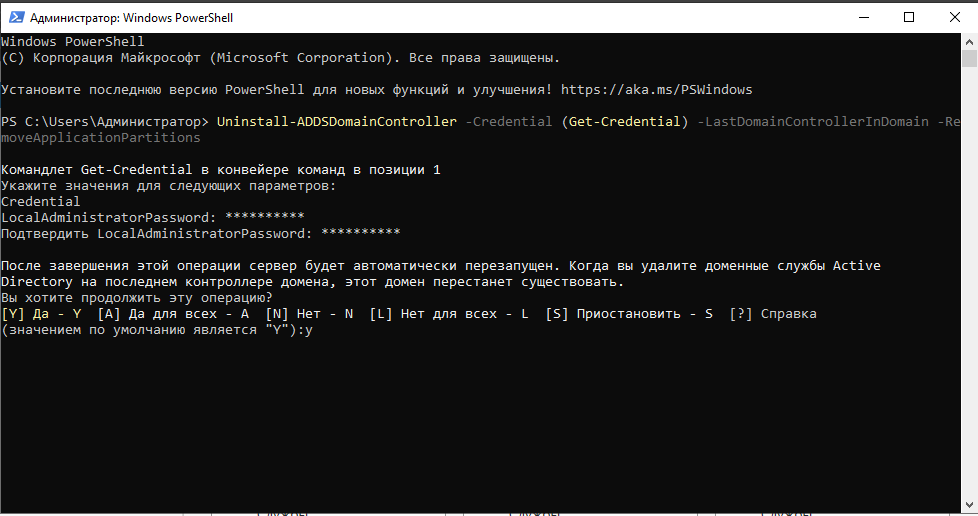 Администратор: Windows PowerShell
Windows PowerShell
(C) Корпорация Майкрософт (Microsoft Corporation). Все права защищены.
Установите последнюю версию PowerShell для новых функций и улучшения! https://aka.ms/PSWindows
PS C:\Users\Администратор> Uninstall-ADDSDomainController -Credential (Get-Credential) -LastDomainControllerInDomain -Re
moveApplicationPartitions
Командлет Get-Credential в конвейере команд в позиции 1
Укажите значения для следующих параметров:
Credential
LocalAdministratorPassword: **********
Подтвердить LocalAdministratorPassword: **********
После завершения этой операции сервер будет автоматически перезапущен. Когда вы удалите доменные службы Active
Directory на последнем контроллере домена, этот домен перестанет существовать.
Вы хотите продолжить эту операцию?
[Y] Да - Y  [A] Да для всех - A  [N] Нет - N  [L] Нет для всех - L  [S] Приостановить - S  [?] Справка
(значением по умолчанию является "Y"):y